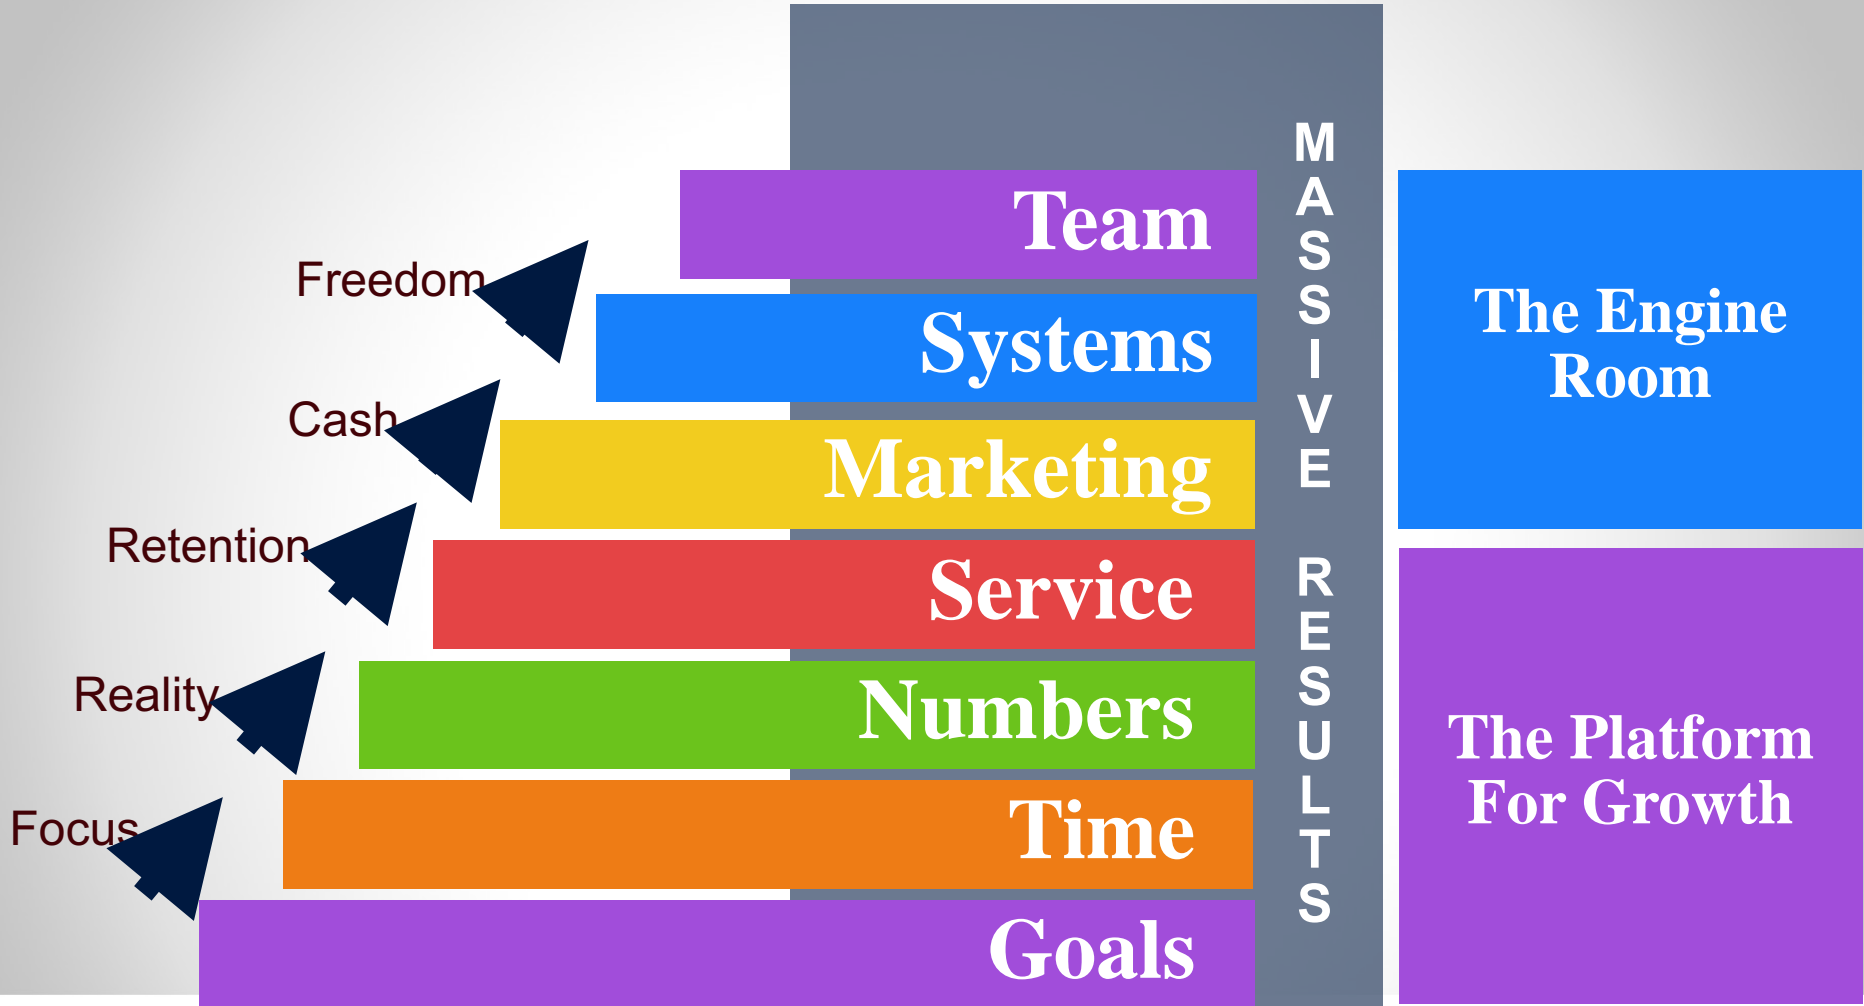 Team
Freedom
Systems
Cash
Marketing
Retention
Service
Reality
Numbers
Focus
Time
Goals
MASSIVE RESULTS
The Engine
Room
The Platform
For Growth